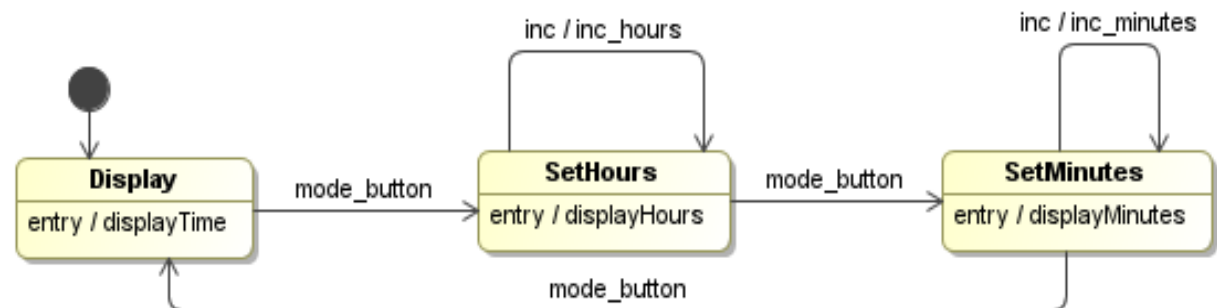 inc / inc_hours
inc / inc_minutes
Display
entry / displayTime
mode_button
SetHours
entry / displayHours
mode_button
SetMinutes
entry / displayMinutes
mode_button